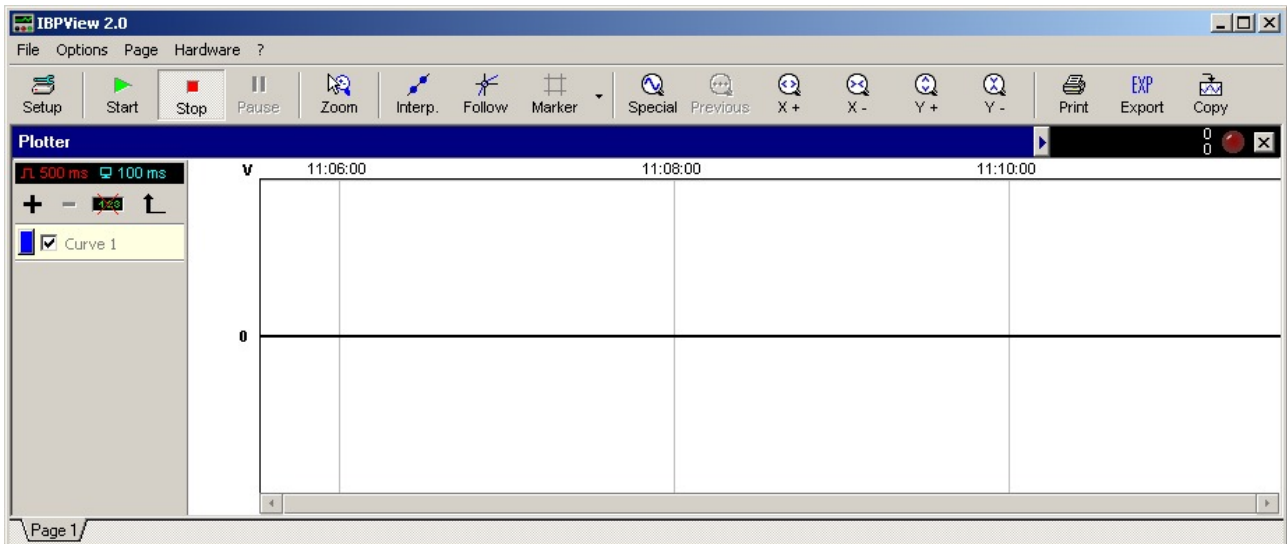 IBPView 2.0
File Options Page Hardware ?
Setup Start Stop Pause Zoom Interp. Follow Marker Special Previous X + X - Y + Y - Print EXP Export Copy
Plotter 0
0
500 ms 100 ms V 11:06:00 11:08:00 11:10:00
123
Curve 1
0
Page 1